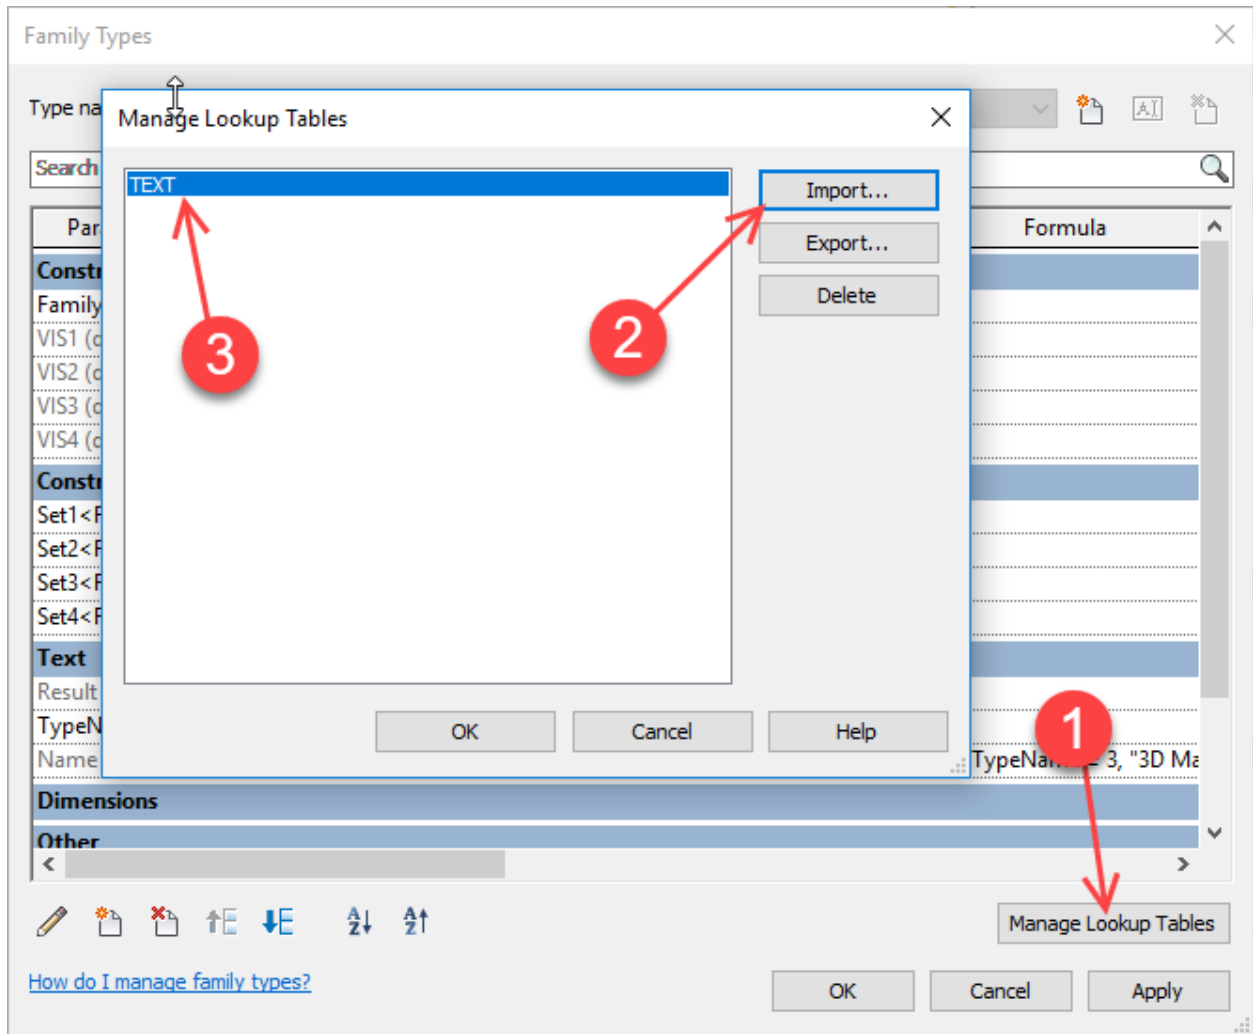 Family Types
Type na
Manage Lookup Tables
Search
TEXT
Import...
Export...
Delete
Par
Formula
Constr
Family
VIS1 (d
VIS2 (d
VIS3 (d
VIS4 (d
3
2
Constr
Set1<F
Set2<F
Set3<F
Set4<F
Text
Result
TypeN
Name
OK
Cancel
Help
1
3, "3D Ma
Dimensions
Other
Manage Lookup Tables
How do I manage family types?
OK
Cancel
Apply